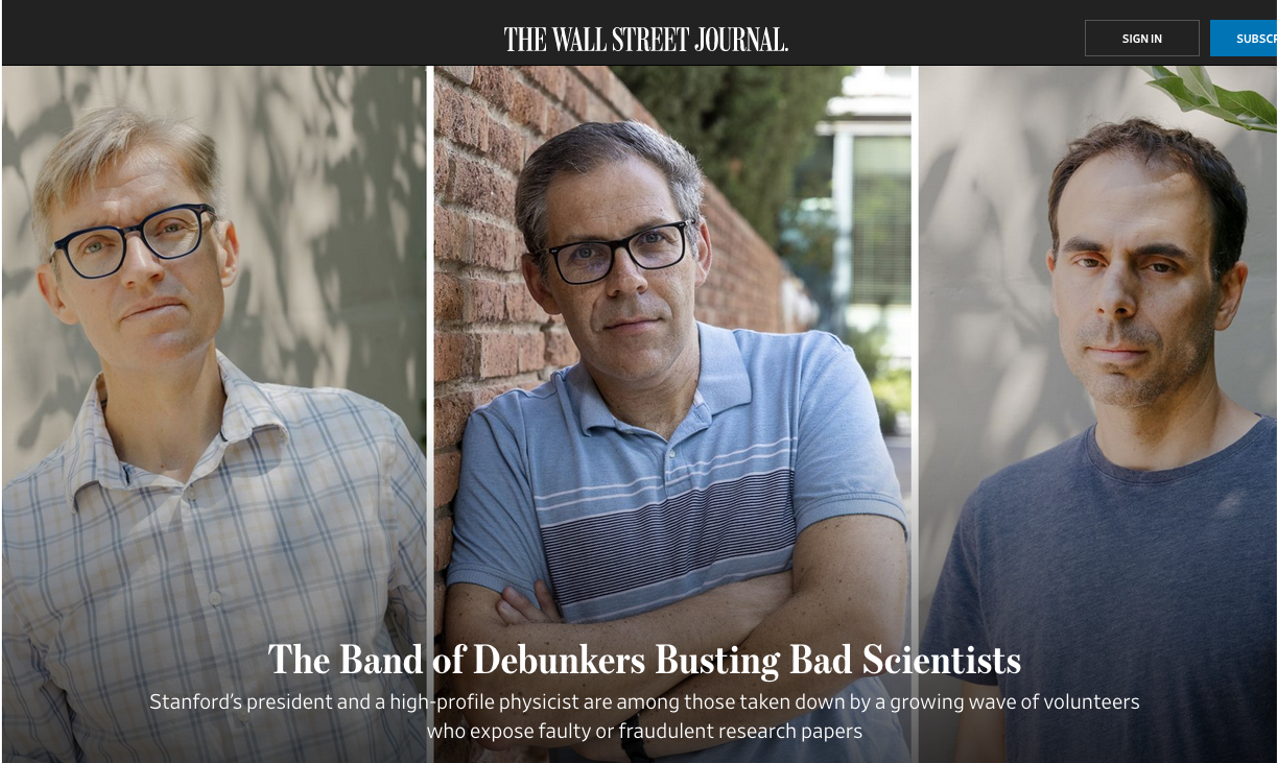 THE WALL STREET JOURNAL.
SIGN IN
The Band of Debunkers Busting Bad Scientists
Stanford’s president and a high-profile physicist are among those taken down by a growing wave of volunteers
who expose faulty or fraudulent research papers